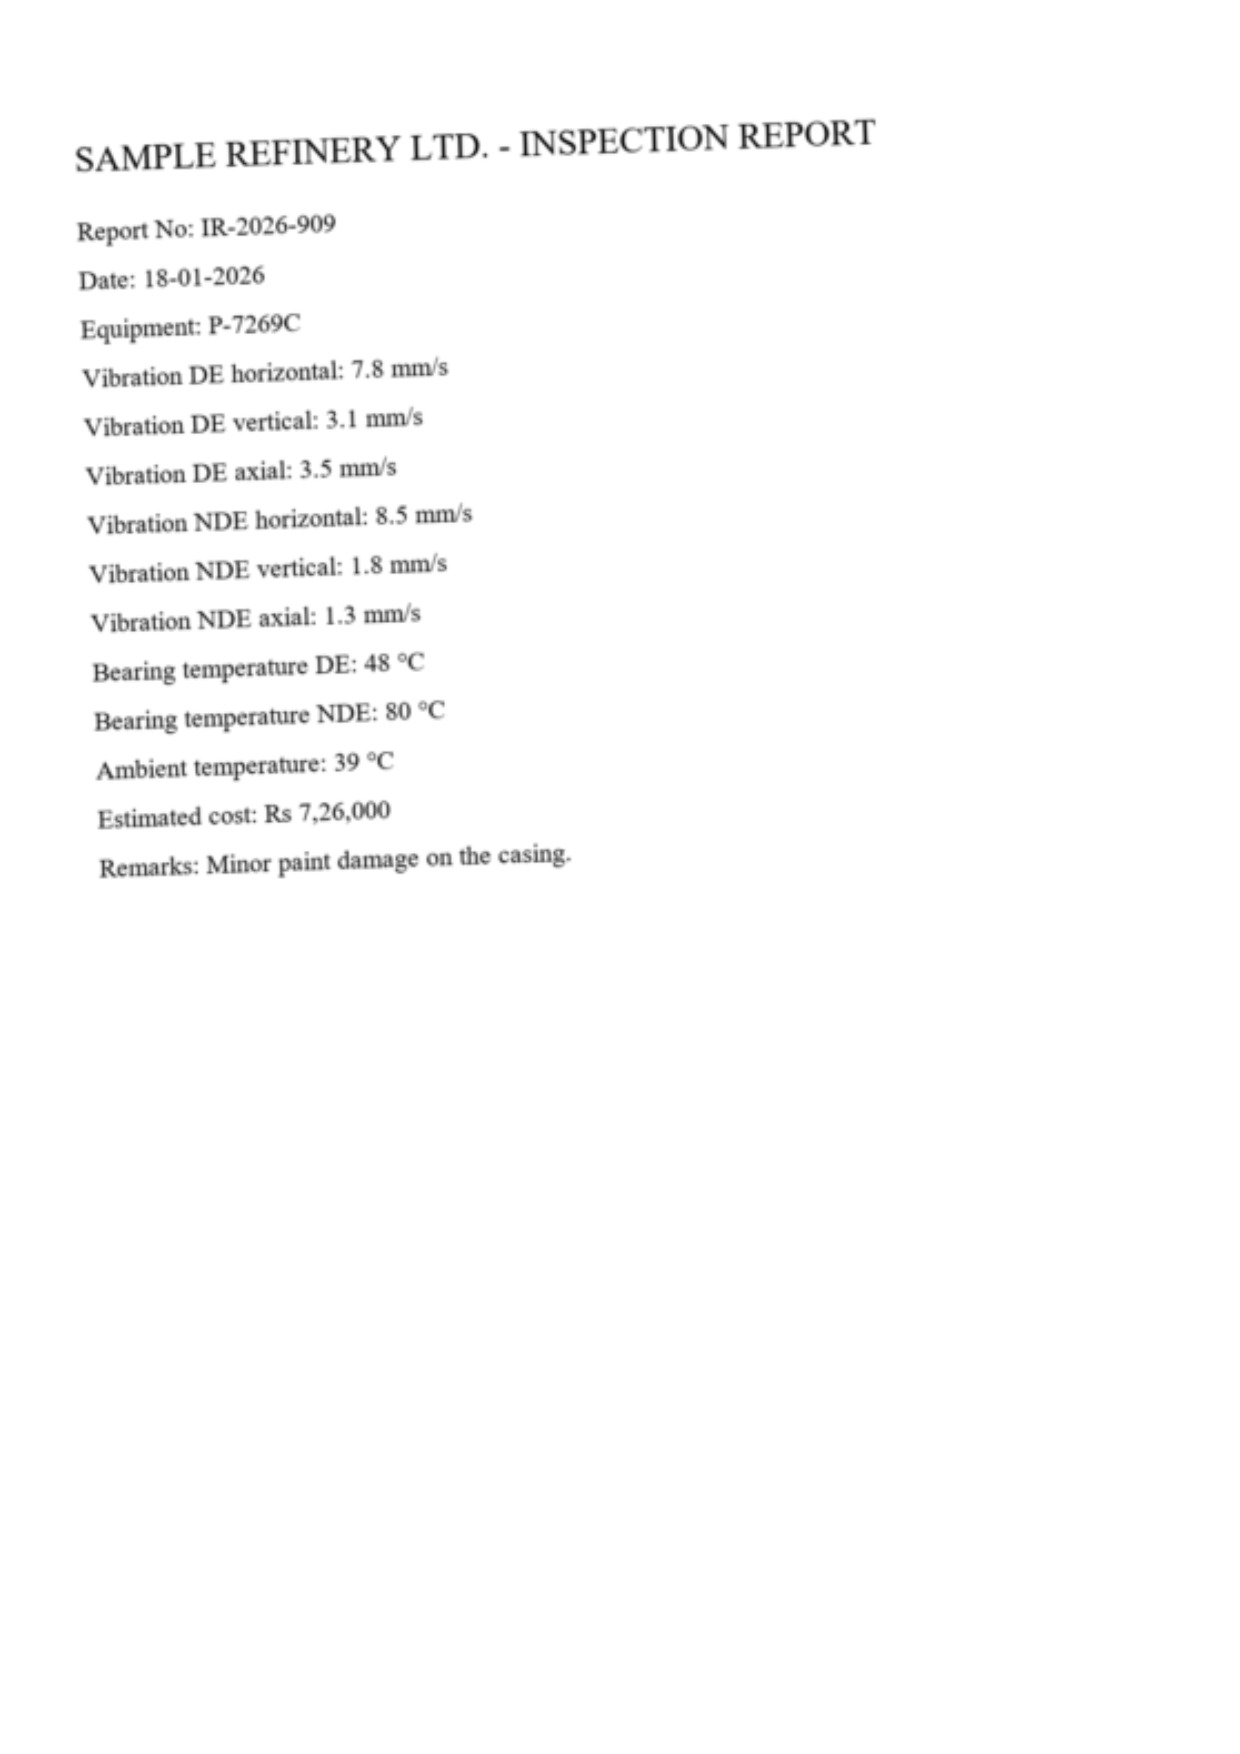 SAMPLE REFINERY LTD. - INSPECTION REPORT
Report No: IR-2026-909
Date: 18-01-2026
Equipment: P-7269C
Vibration DE horizontal: 7.8 mm/s
Vibration DE vertical: 3.1 mm/s
Vibration DE axial: 3.5 mm/s
Vibration NDE horizontal: 8.5 mm/s
Vibration NDE vertical: 1.8 mm/s
Vibration NDE axial: 1.3 mm/s
Bearing temperature DE: 48 °C
Bearing temperature NDE: 80 °C
Ambient temperature: 39 °C
Estimated cost: Rs 7,26,000
Remarks: Minor paint damage on the casing.